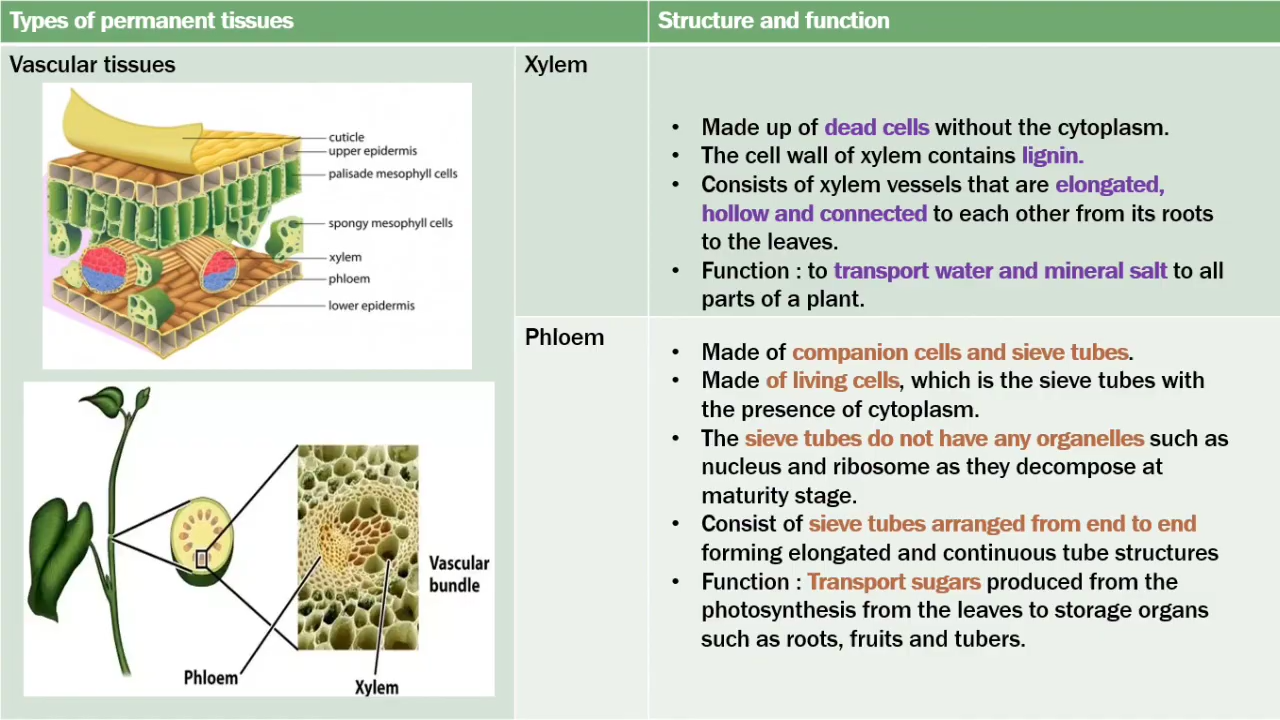 Types of permanent tissues
Structure and function
Vascular tissues
cuticle
upper epidermis
palisade mesophyll cells
spongy mesophyll cells
xylem
phloem
lower epidermis
Vascular
bundle
Phloem
Xylem
Xylem
• Made up of dead cells without the cytoplasm.
• The cell wall of xylem contains lignin.
• Consists of xylem vessels that are elongated,
hollow and connected to each other from its roots
to the leaves.
• Function : to transport water and mineral salt to all
parts of a plant.
Phloem
• Made of companion cells and sieve tubes.
• Made of living cells, which is the sieve tubes with
the presence of cytoplasm.
• The sieve tubes do not have any organelles such as
nucleus and ribosome as they decompose at
maturity stage.
• Consist of sieve tubes arranged from end to end
forming elongated and continuous tube structures
• Function : Transport sugars produced from the
photosynthesis from the leaves to storage organs
such as roots, fruits and tubers.